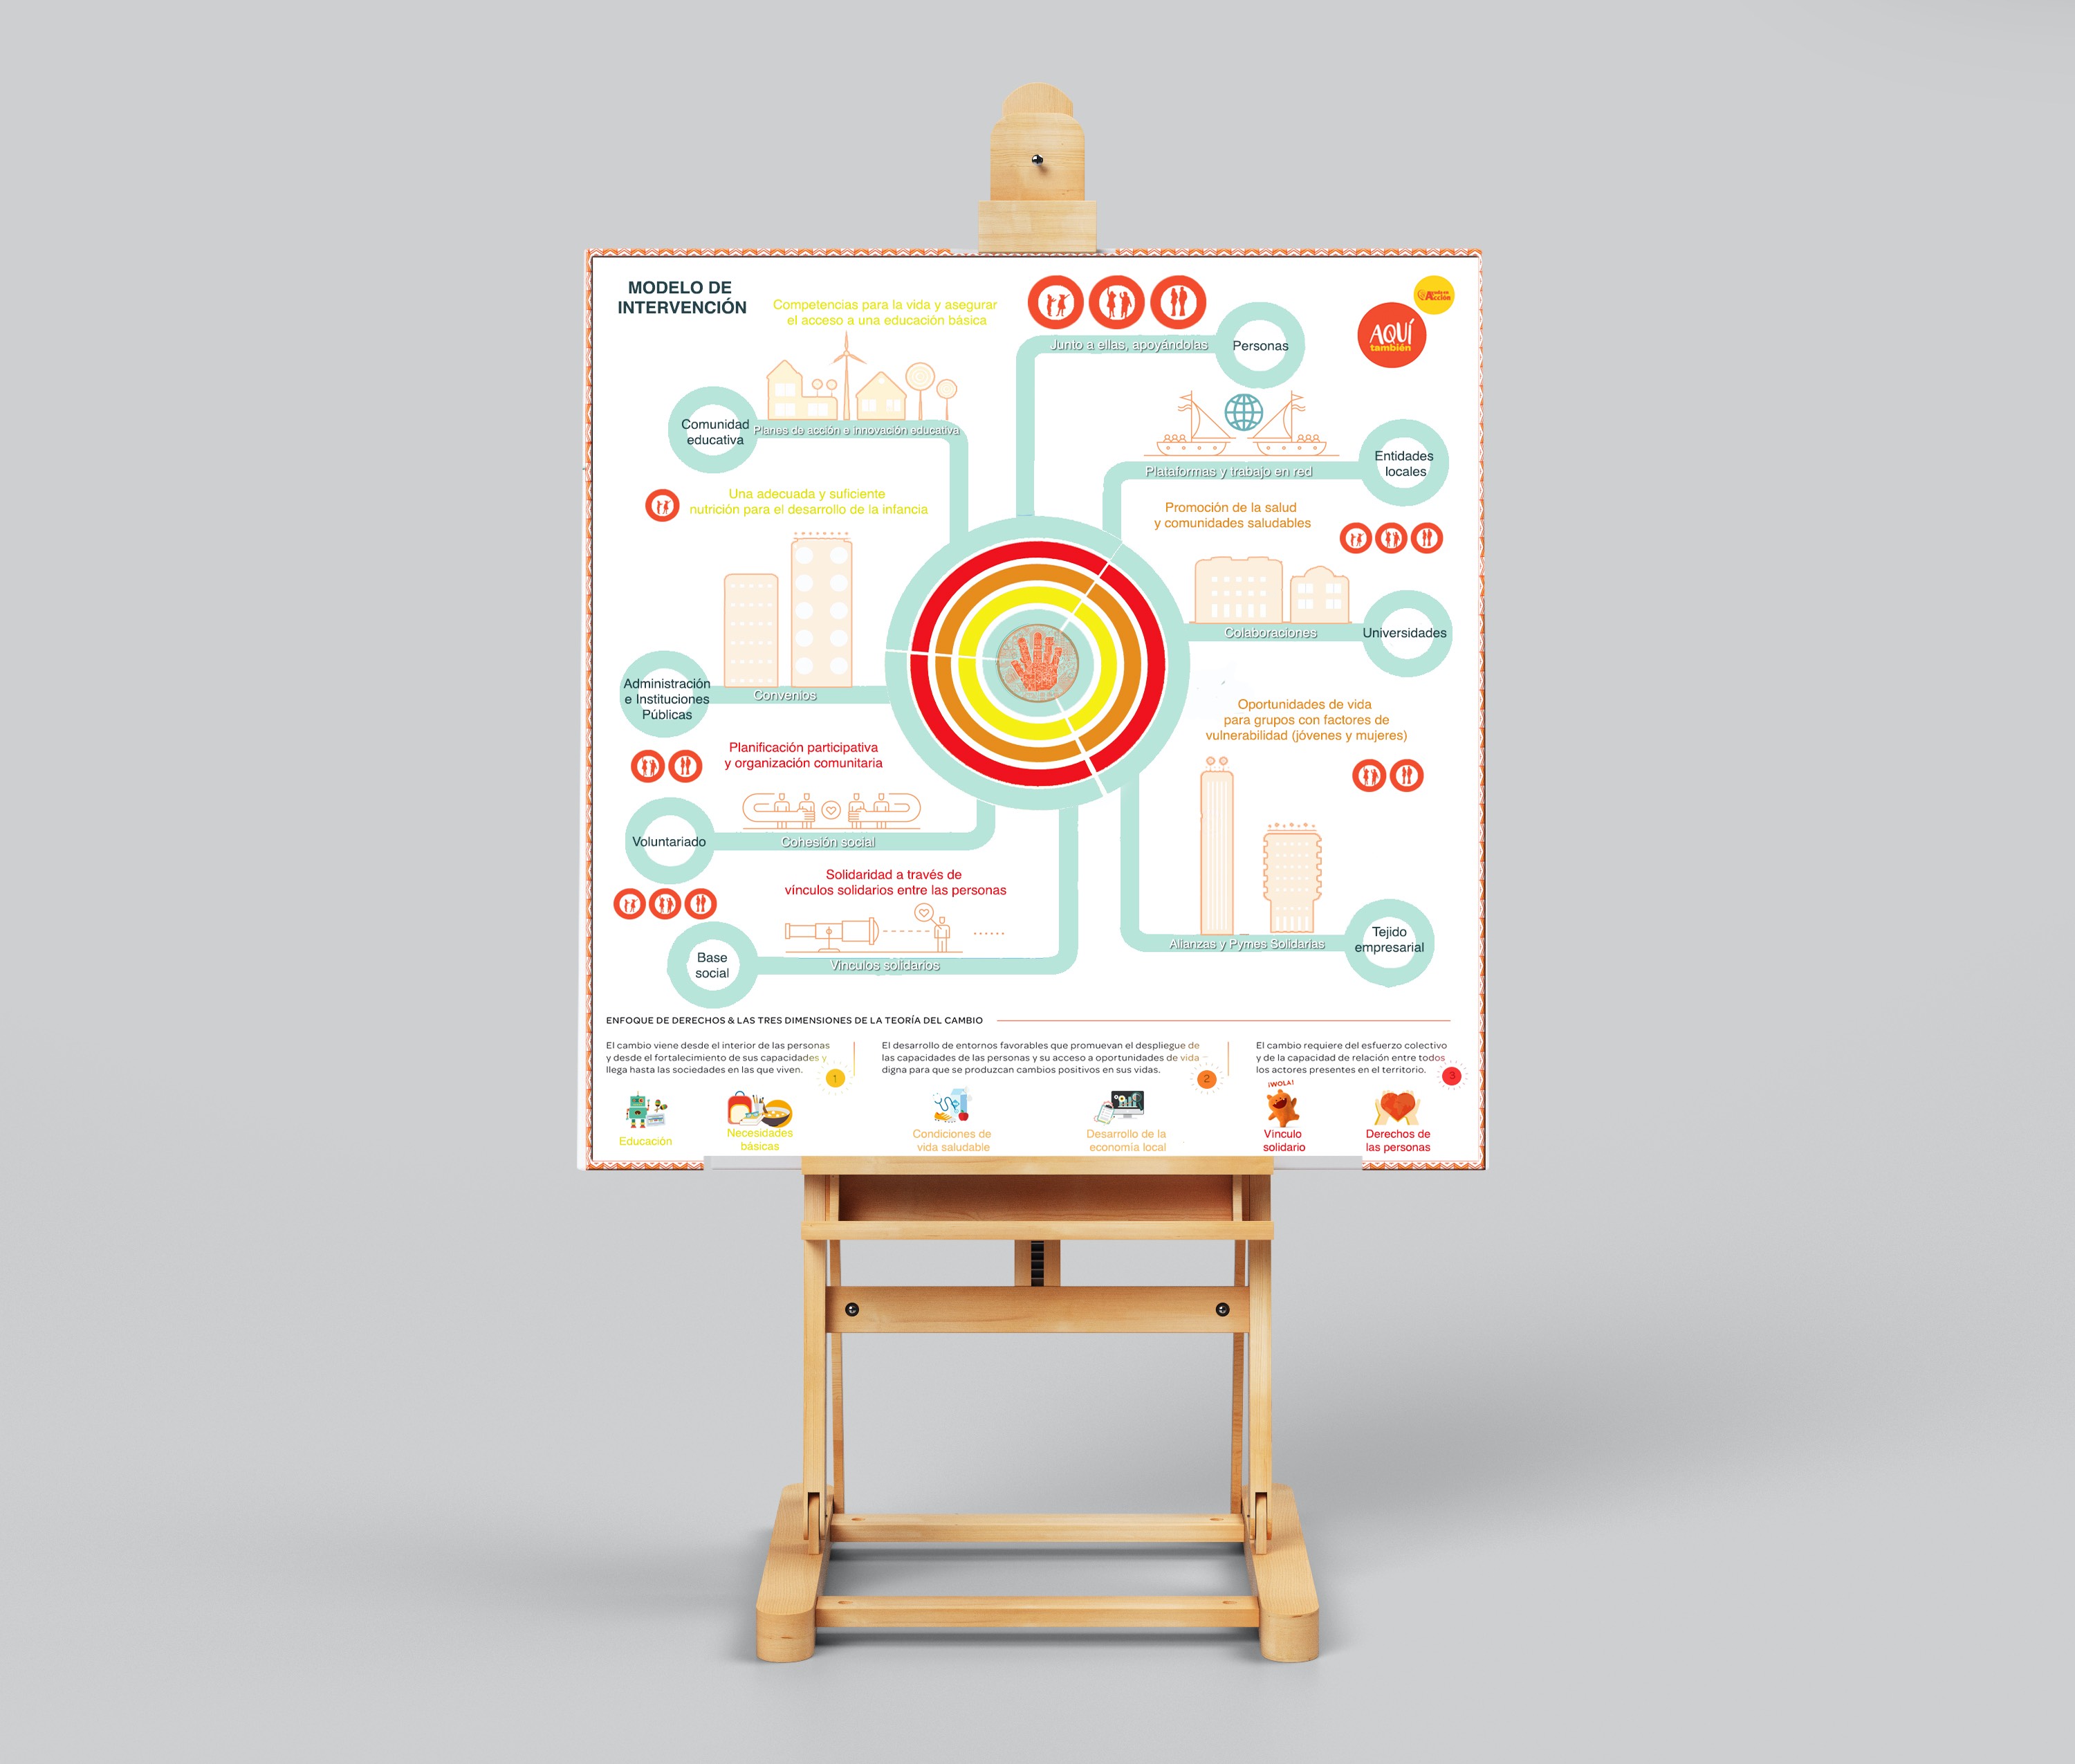 MODELO DE
INTERVENCIÓN
Competencias para la vida y asegurar
el acceso a una educación básica
Junto a ellas, apoyándolas
Personas
Ayuda en
Acción
AQUÍ
también
Comunidad
educativa
Planes de acción e innovación educativa
Entidades
locales
Plataformas y trabajo en red
Una adecuada y suficiente
nutrición para el desarrollo de la infancia
Promoción de la salud
y comunidades saludables
Colaboraciones
Universidades
Administración
e Instituciones
Públicas
Convenios
Oportunidades de vida
para grupos con factores de
vulnerabilidad (jóvenes y mujeres)
Planificación participativa
y organización comunitaria
Voluntariado
Cohesión social
Solidaridad a través de
vínculos solidarios entre las personas
Base
social
Vínculos solidarios
Alianzas y Pymes Solidarias
Tejido
empresarial
ENFOQUE DE DERECHOS & LAS TRES DIMENSIONES DE LA TEORÍA DEL CAMBIO
El cambio viene desde el interior de las personas
y desde el fortalecimiento de sus capacidades y
llega hasta las sociedades en las que viven.
1
El desarrollo de entornos favorables que promuevan el despliegue de
las capacidades de las personas y su acceso a oportunidades de vida
digna para que se produzcan cambios positivos en sus vidas.
2
El cambio requiere del esfuerzo colectivo
y de la capacidad de relación entre todos
los actores presentes en el territorio.
3
Educación
Necesidades
básicas
Condiciones de
vida saludable
Desarrollo de la
economía local
¡WOLA!
Vínculo
solidario
Derechos de
las personas